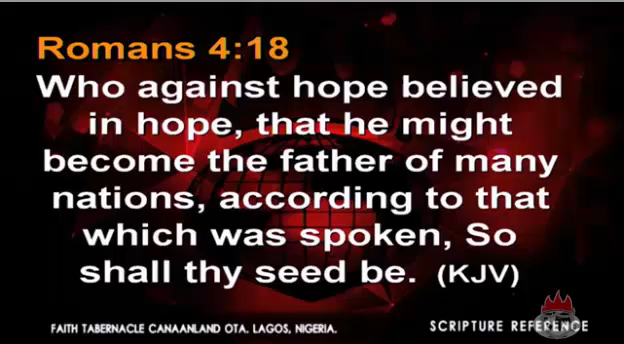 Romans 4:18
Who against hope believed
in hope, that he might
become the father of many
nations, according to that
which was spoken, So
shall thy seed be. (KJV)
FAITH TABERNACLE CANAANLAND OTA. LAGOS, NIGERIA.
SCRIPTURE REFERENCE